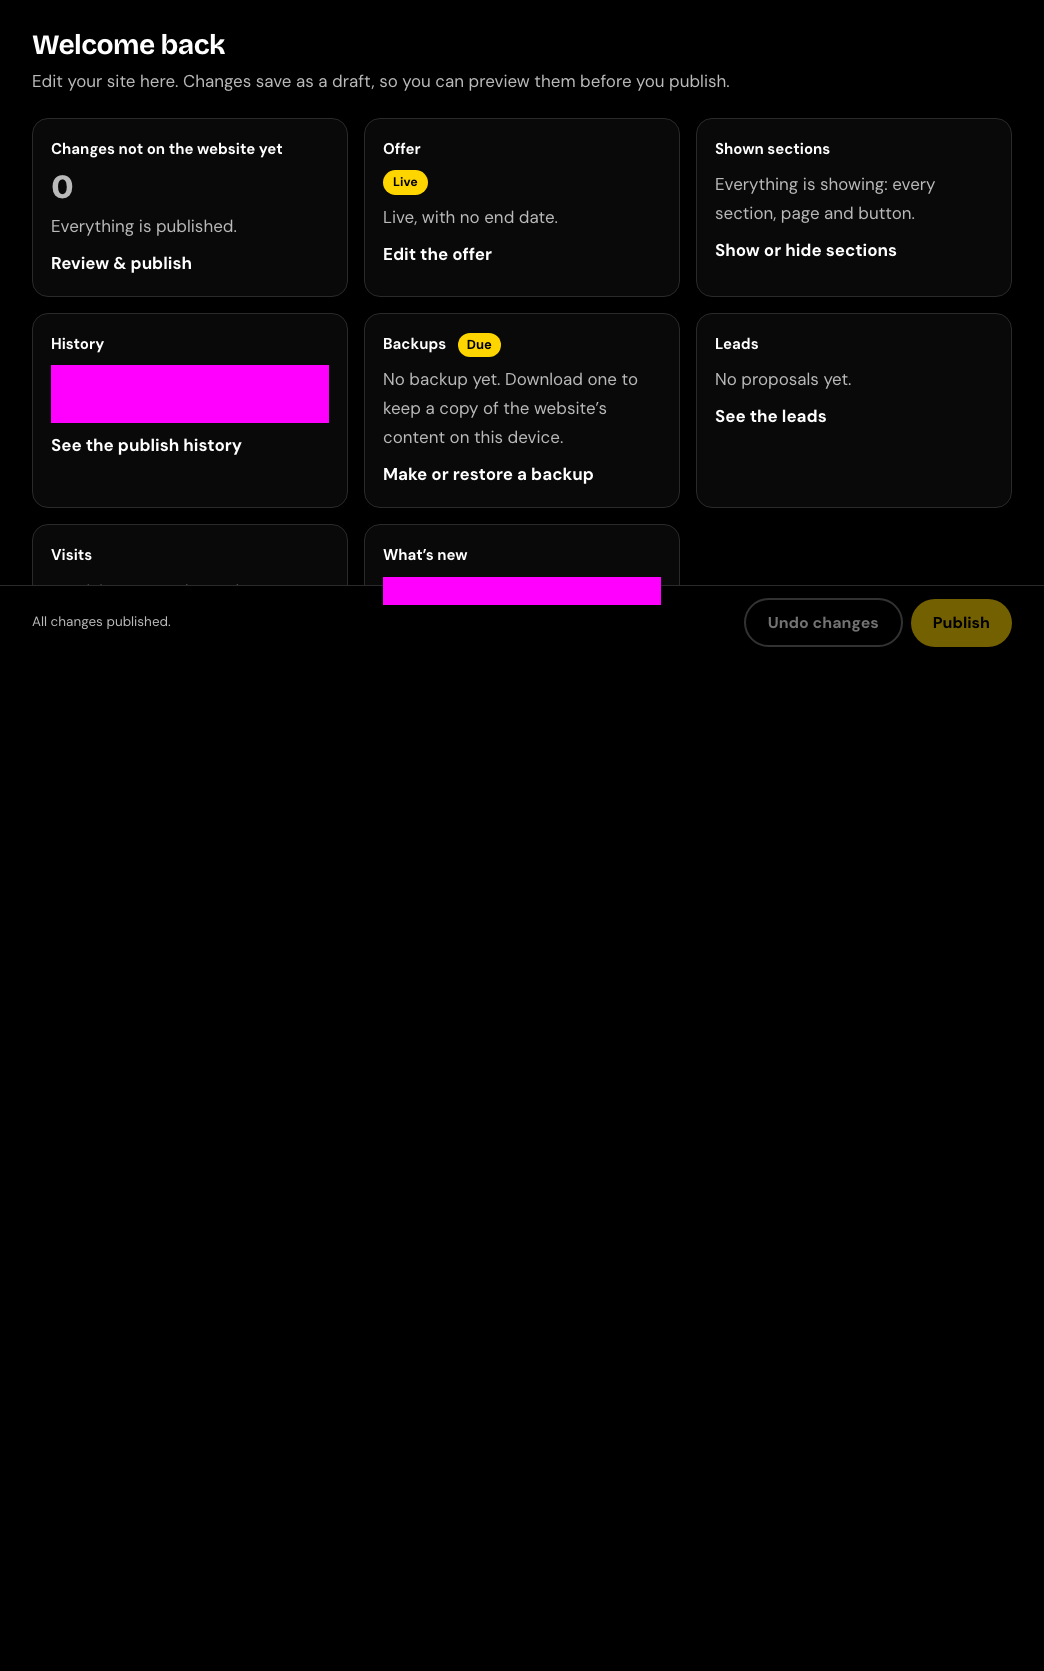 Welcome back
Edit your site here. Changes save as a draft, so you can preview them before you publish.
Changes not on the website yet
0
Everything is published.
Review & publish
Offer
Live
Live, with no end date.
Edit the offer
Shown sections
Everything is showing: every
section, page and button.
Show or hide sections
History
See the publish history
Backups
Due
No backup yet. Download one to
keep a copy of the website’s
content on this device.
Make or restore a backup
Leads
No proposals yet.
See the leads
Visits
What’s new
All changes published.
Undo changes
Publish